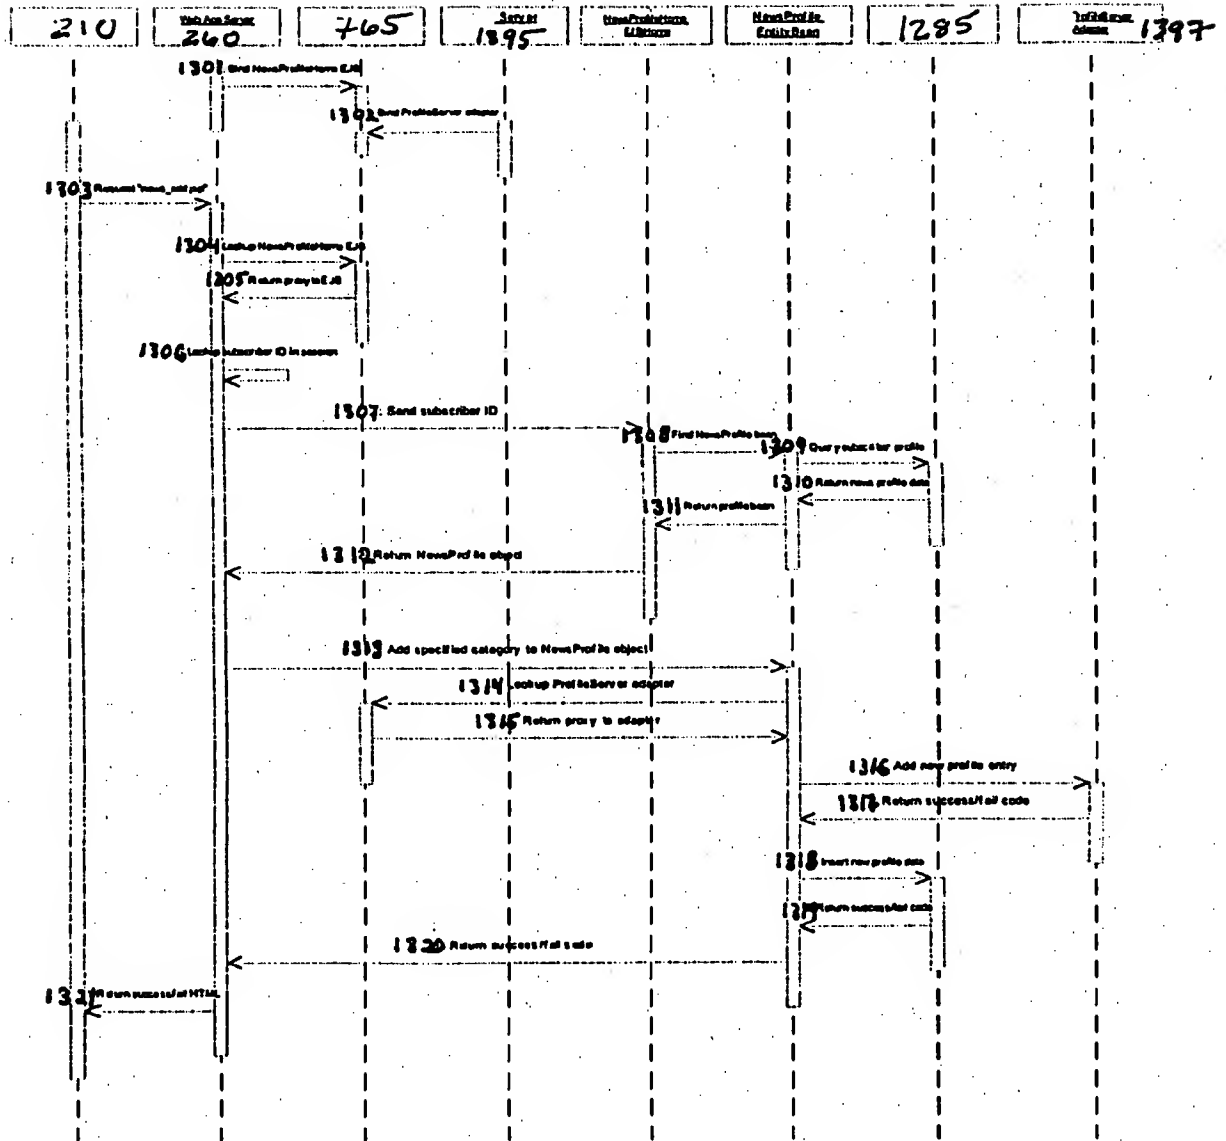 210
Web App Server
260
765
Server
1395
NewsProfileHome
EJBHome
NewsProfile
Entity Bean
1285
ProfileServer
Adapter 1397
1301 Bind NewsProfileHome EJB
1302 Bind ProfileServer adapter
1303 Request "news_add.jsp"
1304 Lookup NewsProfileHome EJB
1305 Return proxy to EJB
1306 Lookup subscriber ID in session
1307: Send subscriber ID
1308 Find NewsProfile bean
1309 Query subscriber profile
1310 Return news profile data
1311 Return profile bean
1312 Return NewsProfile object
1313 Add specified category to NewsProfile object
1314 Lookup ProfileServer adapter
1315 Return proxy to adapter
1316 Add new profile entry
1317 Return success/fail code
1318 Insert new profile data
1319 Return success/fail code
1320 Return success/fail code
1321 Return success/fail HTML